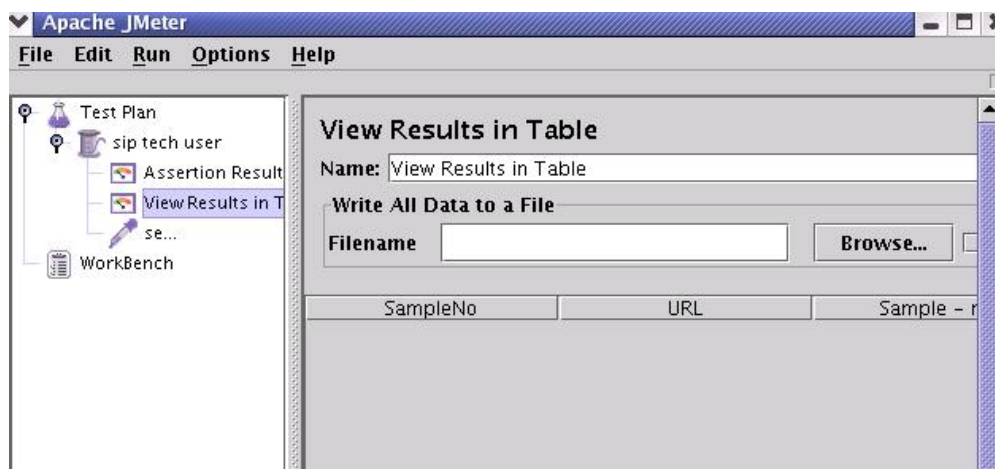 Apache JMeter
File Edit Run Options Help
Test Plan
sip tech user
Assertion Result
View Results in T
se...
WorkBench
View Results in Table
Name: View Results in Table
Write All Data to a File
Filename Browse...
SampleNo URL Sample - r